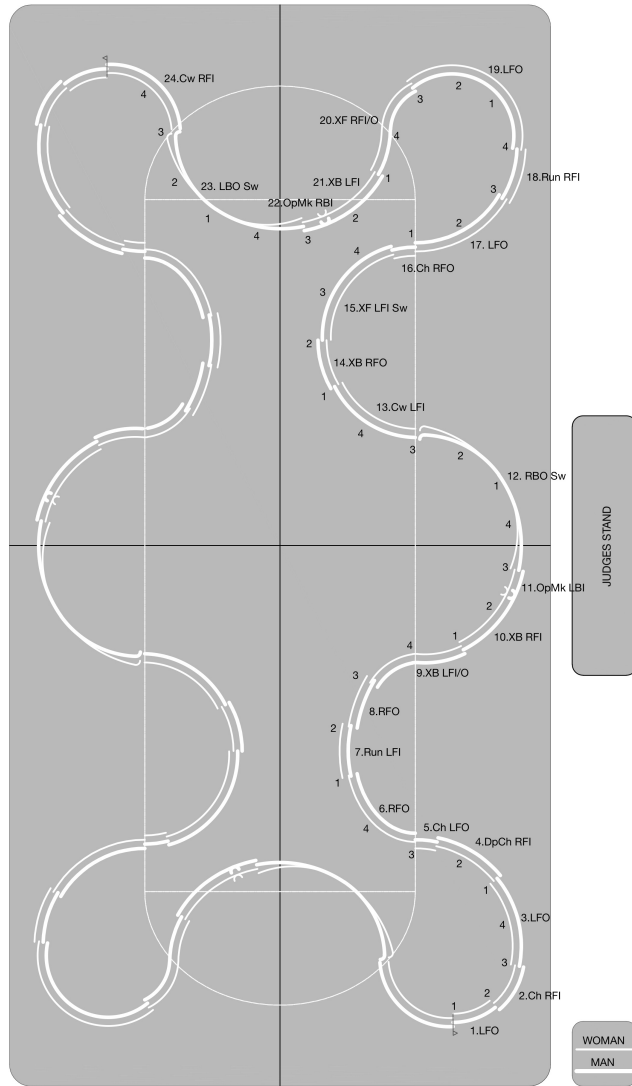 24.Cw RFI
4
3
2
23. LBO Sw
1
4
3
22.OpMk RBI
2
21.XB LFI
1
20.XF RFI/O
4
3
19.LFO
2
1
4
18.Run RFI
3
2
17. LFO
1
16.Ch RFO
4
3
15.XF LFI Sw
2
14.XB RFO
1
13.Cw LFI
4
3
2
12. RBO Sw
1
4
3
11.OpMk LBI
2
10.XB RFI
1
4
9.XB LFI/O
3
8.RFO
2
7.Run LFI
1
6.RFO
4
5.Ch LFO
3
4.DpCh RFI
2
1
3.LFO
4
3
2.Ch RFI
2
1
1.LFO
JUDGES STAND
WOMAN
MAN